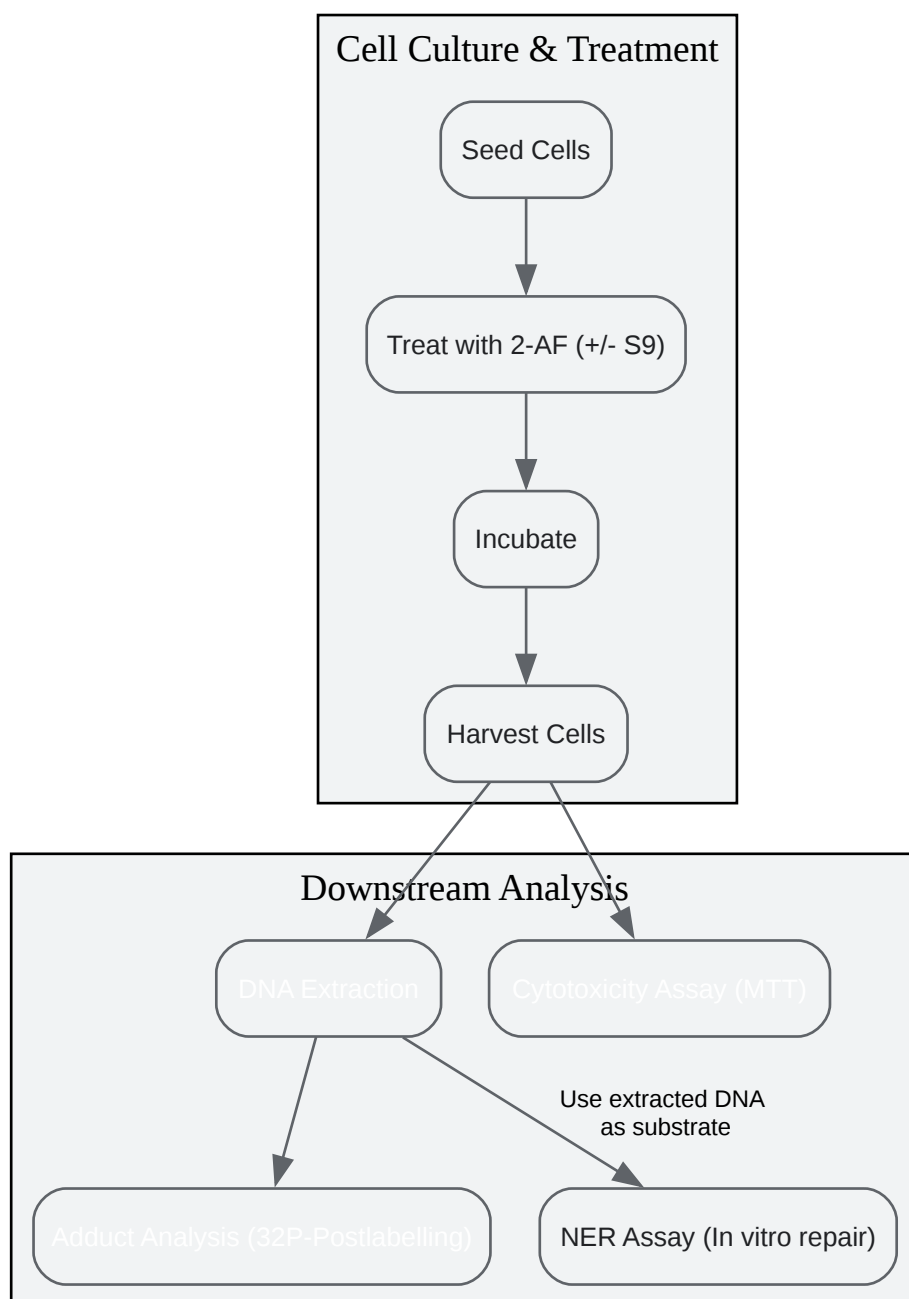 Cell Culture & Treatment
Seed Cells
Treat with 2-AF (+/- S9)
Incubate
Harvest Cells
Downstream Analysis
DNA Extraction
Cytotoxicity Assay (MTT)
Use extracted DNA
as substrate
Adduct Analysis (32P-Postlabelling)
NER Assay (In vitro repair)